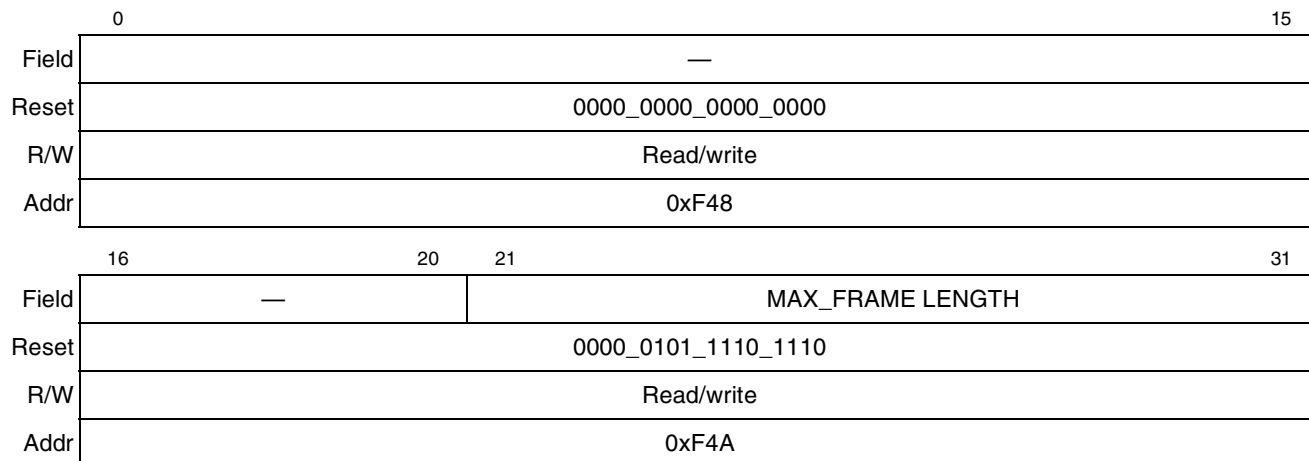 0 15
Field —
Reset 0000_0000_0000_0000
R/W Read/write
Addr 0xF48
16 20 21 31
Field — MAX_FRAME LENGTH
Reset 0000_0101_1110_1110
R/W Read/write
Addr 0xF4A